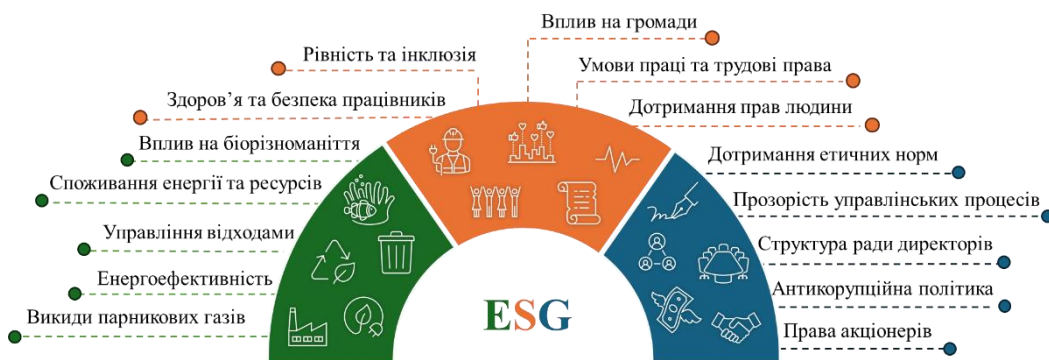 Вплив на громади
Рівність та інклюзія
Умови праці та трудові права
Здоров’я та безпека працівників
Дотримання прав людини
Вплив на біорізноманіття
Дотримання етичних норм
Споживання енергії та ресурсів
Прозорість управлінських процесів
Управління відходами
Структура ради директорів
Енергоефективність
Антикорупційна політика
Викиди парникових газів
ESG
Права акціонерів